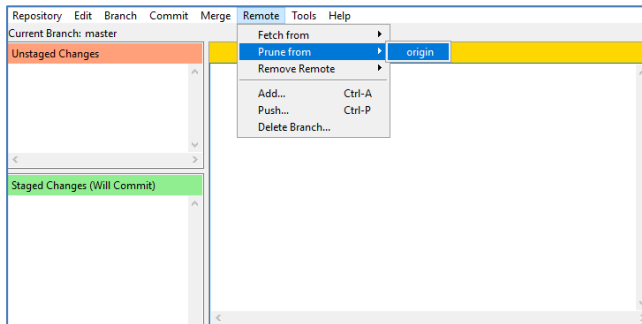 Repository Edit Branch Commit Merge Remote Tools Help
Current Branch: master
Fetch from
Unstaged Changes
Prune from
origin
Remove Remote
Add... Ctrl-A
Push... Ctrl-P
Delete Branch...
Staged Changes (Will Commit)